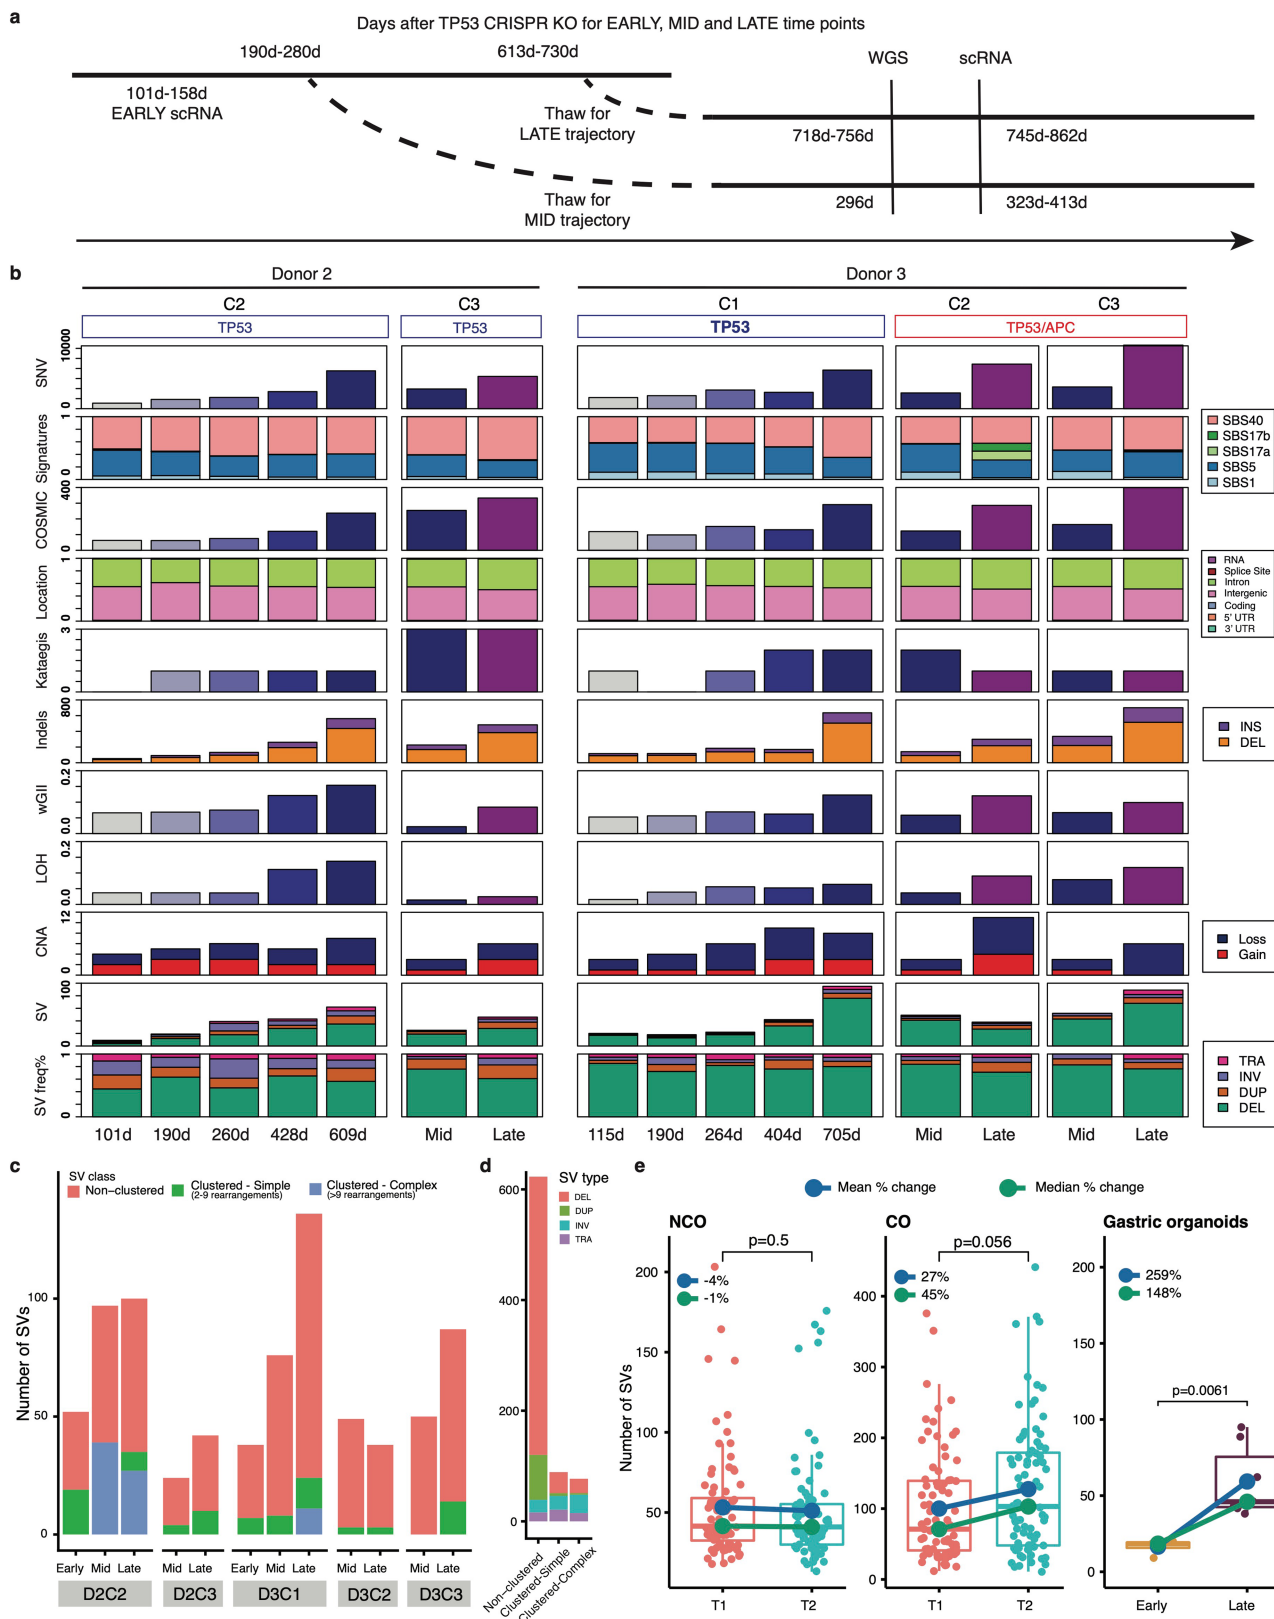 a
Days after TP53 CRISPR KO for EARLY, MID and LATE time points
190d-280d
613d-730d
WGS
scRNA
101d-158d
EARLY scRNA
Thaw for
LATE trajectory
718d-756d
745d-862d
Thaw for
MID trajectory
296d
323d-413d
b
Donor 2
Donor 3
C2
C3
C1
C2
C3
TP53
TP53
TP53
TP53/APC
SNV
10000
0
Signatures
1
0
SBS40
SBS17b
SBS17a
SBS5
SBS1
COSMIC
400
0
Location
1
0
RNA
Splice Site
Intron
Intergenic
Coding
5' UTR
3' UTR
Kataegis
3
0
Indels
800
0
INS
DEL
wGII
0.2
0.0
LOH
0.2
0.0
CNA
12
0
Loss
Gain
SV
100
0
SV freq%
1
0
TRA
INV
DUP
DEL
101d 190d 260d 428d 609d
Mid Late
115d 190d 264d 404d 705d
Mid Late
Mid Late
c
SV class
Non-clustered
Clustered - Simple
(2-9 rearrangements)
Clustered - Complex
(>9 rearrangements)
Number of SVs
100
50
0
Early Mid Late
Mid Late
Early Mid Late
Mid Late
Mid Late
D2C2
D2C3
D3C1
D3C2
D3C3
d
SV type
DEL
DUP
INV
TRA
600
400
200
0
Non-clustered
Clustered-Simple
Clustered-Complex
e
Mean % change
Median % change
NCO
p=0.5
-4%
-1%
Number of SVs
200
150
100
50
T1
T2
CO
p=0.056
27%
45%
400
300
200
100
0
T1
T2
Gastric organoids
259%
148%
p=0.0061
200
150
100
50
0
Early
Late